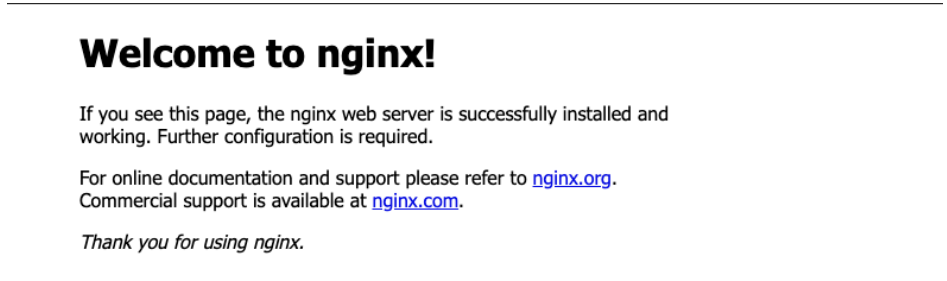 Welcome to nginx!
If you see this page, the nginx web server is successfully installed and
working. Further configuration is required.
For online documentation and support please refer to nginx.org.
Commercial support is available at nginx.com.
Thank you for using nginx.